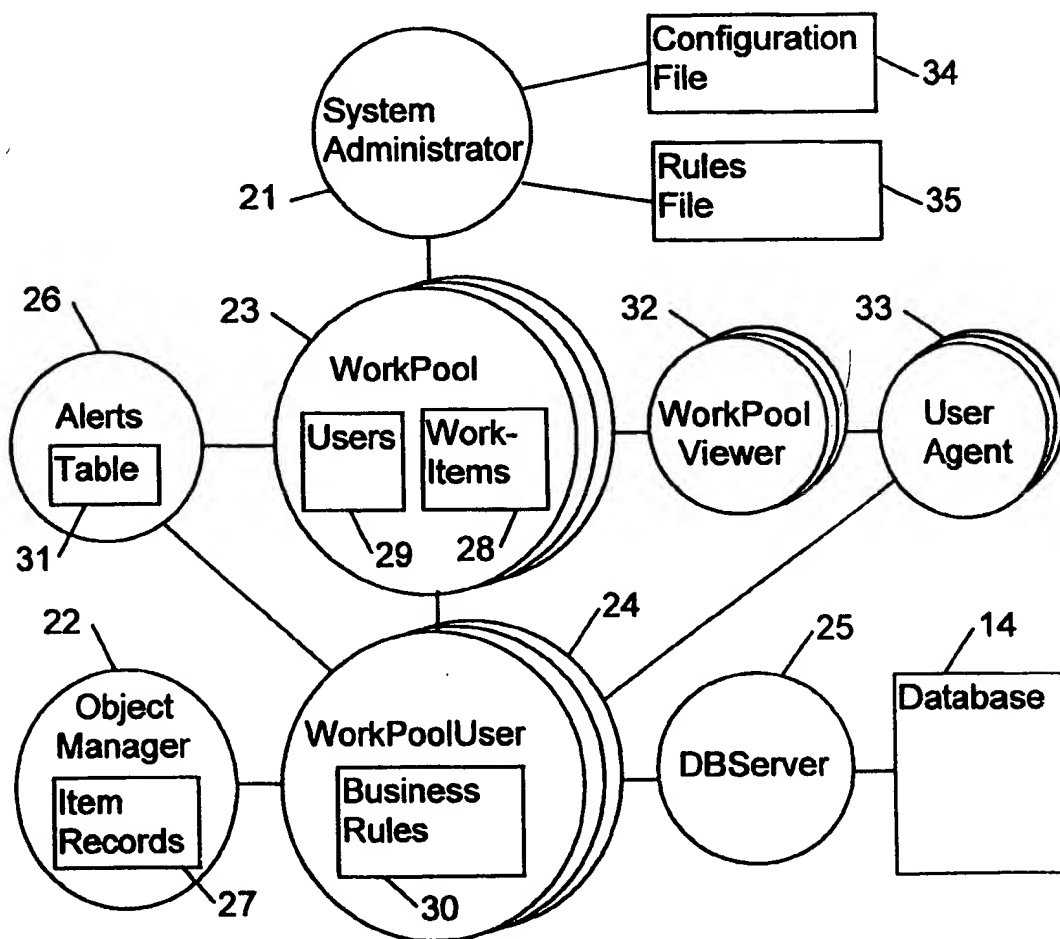 Configuration
File
34
System
Administrator
21
Rules
File
35
26
23
32
33
WorkPool
Alerts
Table
Users
Work-
Items
WorkPool
Viewer
User
Agent
31
29
28
22
24
25
14
Object
Manager
WorkPoolUser
DBServer
Database
Item
Records
Business
Rules
27
30